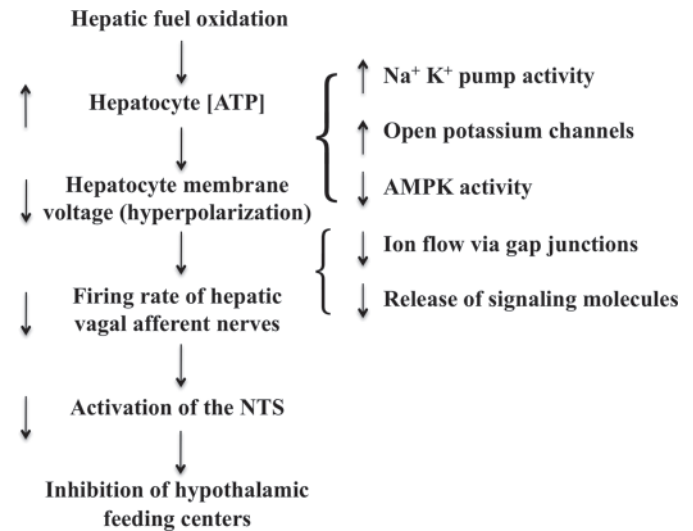 Hepatic fuel oxidation
Hepatocyte [ATP]
Hepatocyte membrane
voltage (hyperpolarization)
Firing rate of hepatic
vagal afferent nerves
Activation of the NTS
Inhibition of hypothalamic
feeding centers
Na⁺ K⁺ pump activity
Open potassium channels
AMPK activity
Ion flow via gap junctions
Release of signaling molecules